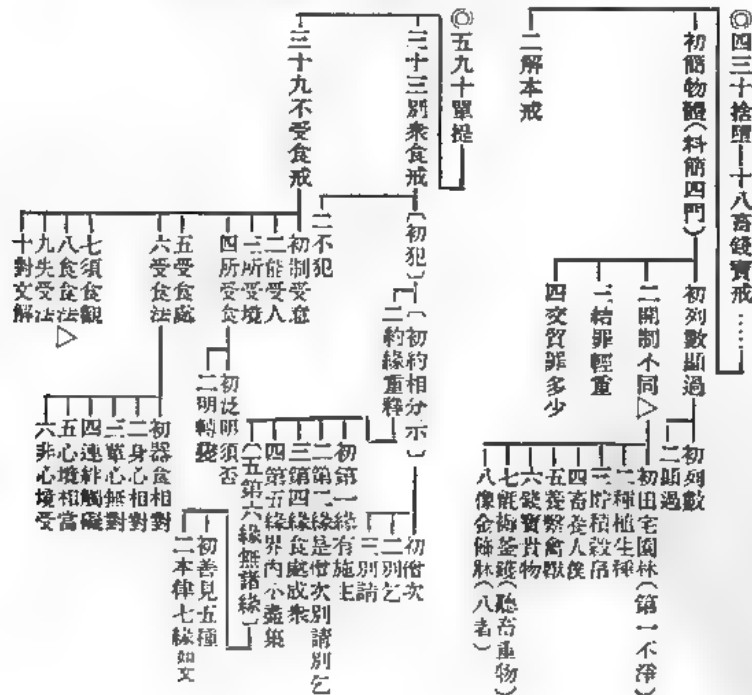 ◎四三十捨墮—十八畜錢寶戒……
初簡物體(料簡四門)
初列數顯過
初列數
二顯過
二開制不同▷
初田宅園林(第一不淨)
二種植生種
三貯積穀帛
四畜養人僕
五養繫禽獸
六錢寶貴物
七氈褥釜鑊(聽畜重物)
八像金飾牀(八者)
三結罪輕重
四交貿罪多少
二解本戒
◎五九十單提
三十三別衆食戒
(初犯)
(初約相分示)
初僧次
二別乞
三別請
二約緣重釋
初第一緣有施主
二第二緣是僧次別請別乞
三第四緣食處成衆
四第五緣界內不盡集
(五第六緣無諸緣)
初善見五種
二本律七緣如文
二不犯
三十九不受食戒
初制受意
二能受人
三所受境
四所受食
初泛明須否
二明轉變
五受食處
六受食法
初器食相對
二身心相對
三單心無對
四連絆觸礙
五心境相當
六非心境受
七須食觀
八食食法▷
九失受法
十對文解